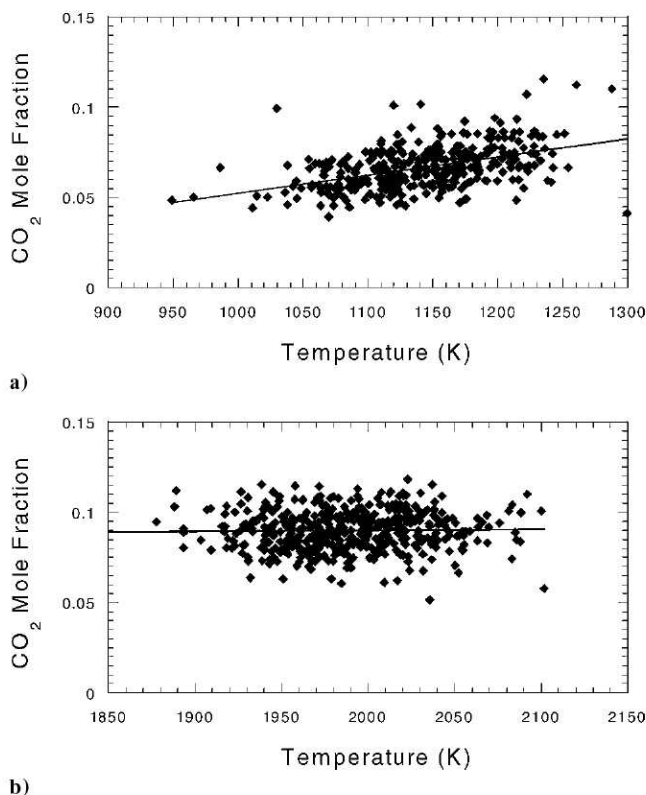 0.15
0.1
0.05
0
CO2 Mole Fraction
900 950 1000 1050 1100 1150 1200 1250 1300
Temperature (K)
a)
0.15
0.1
0.05
0
CO2 Mole Fraction
1850 1900 1950 2000 2050 2100 2150
Temperature (K)
b)